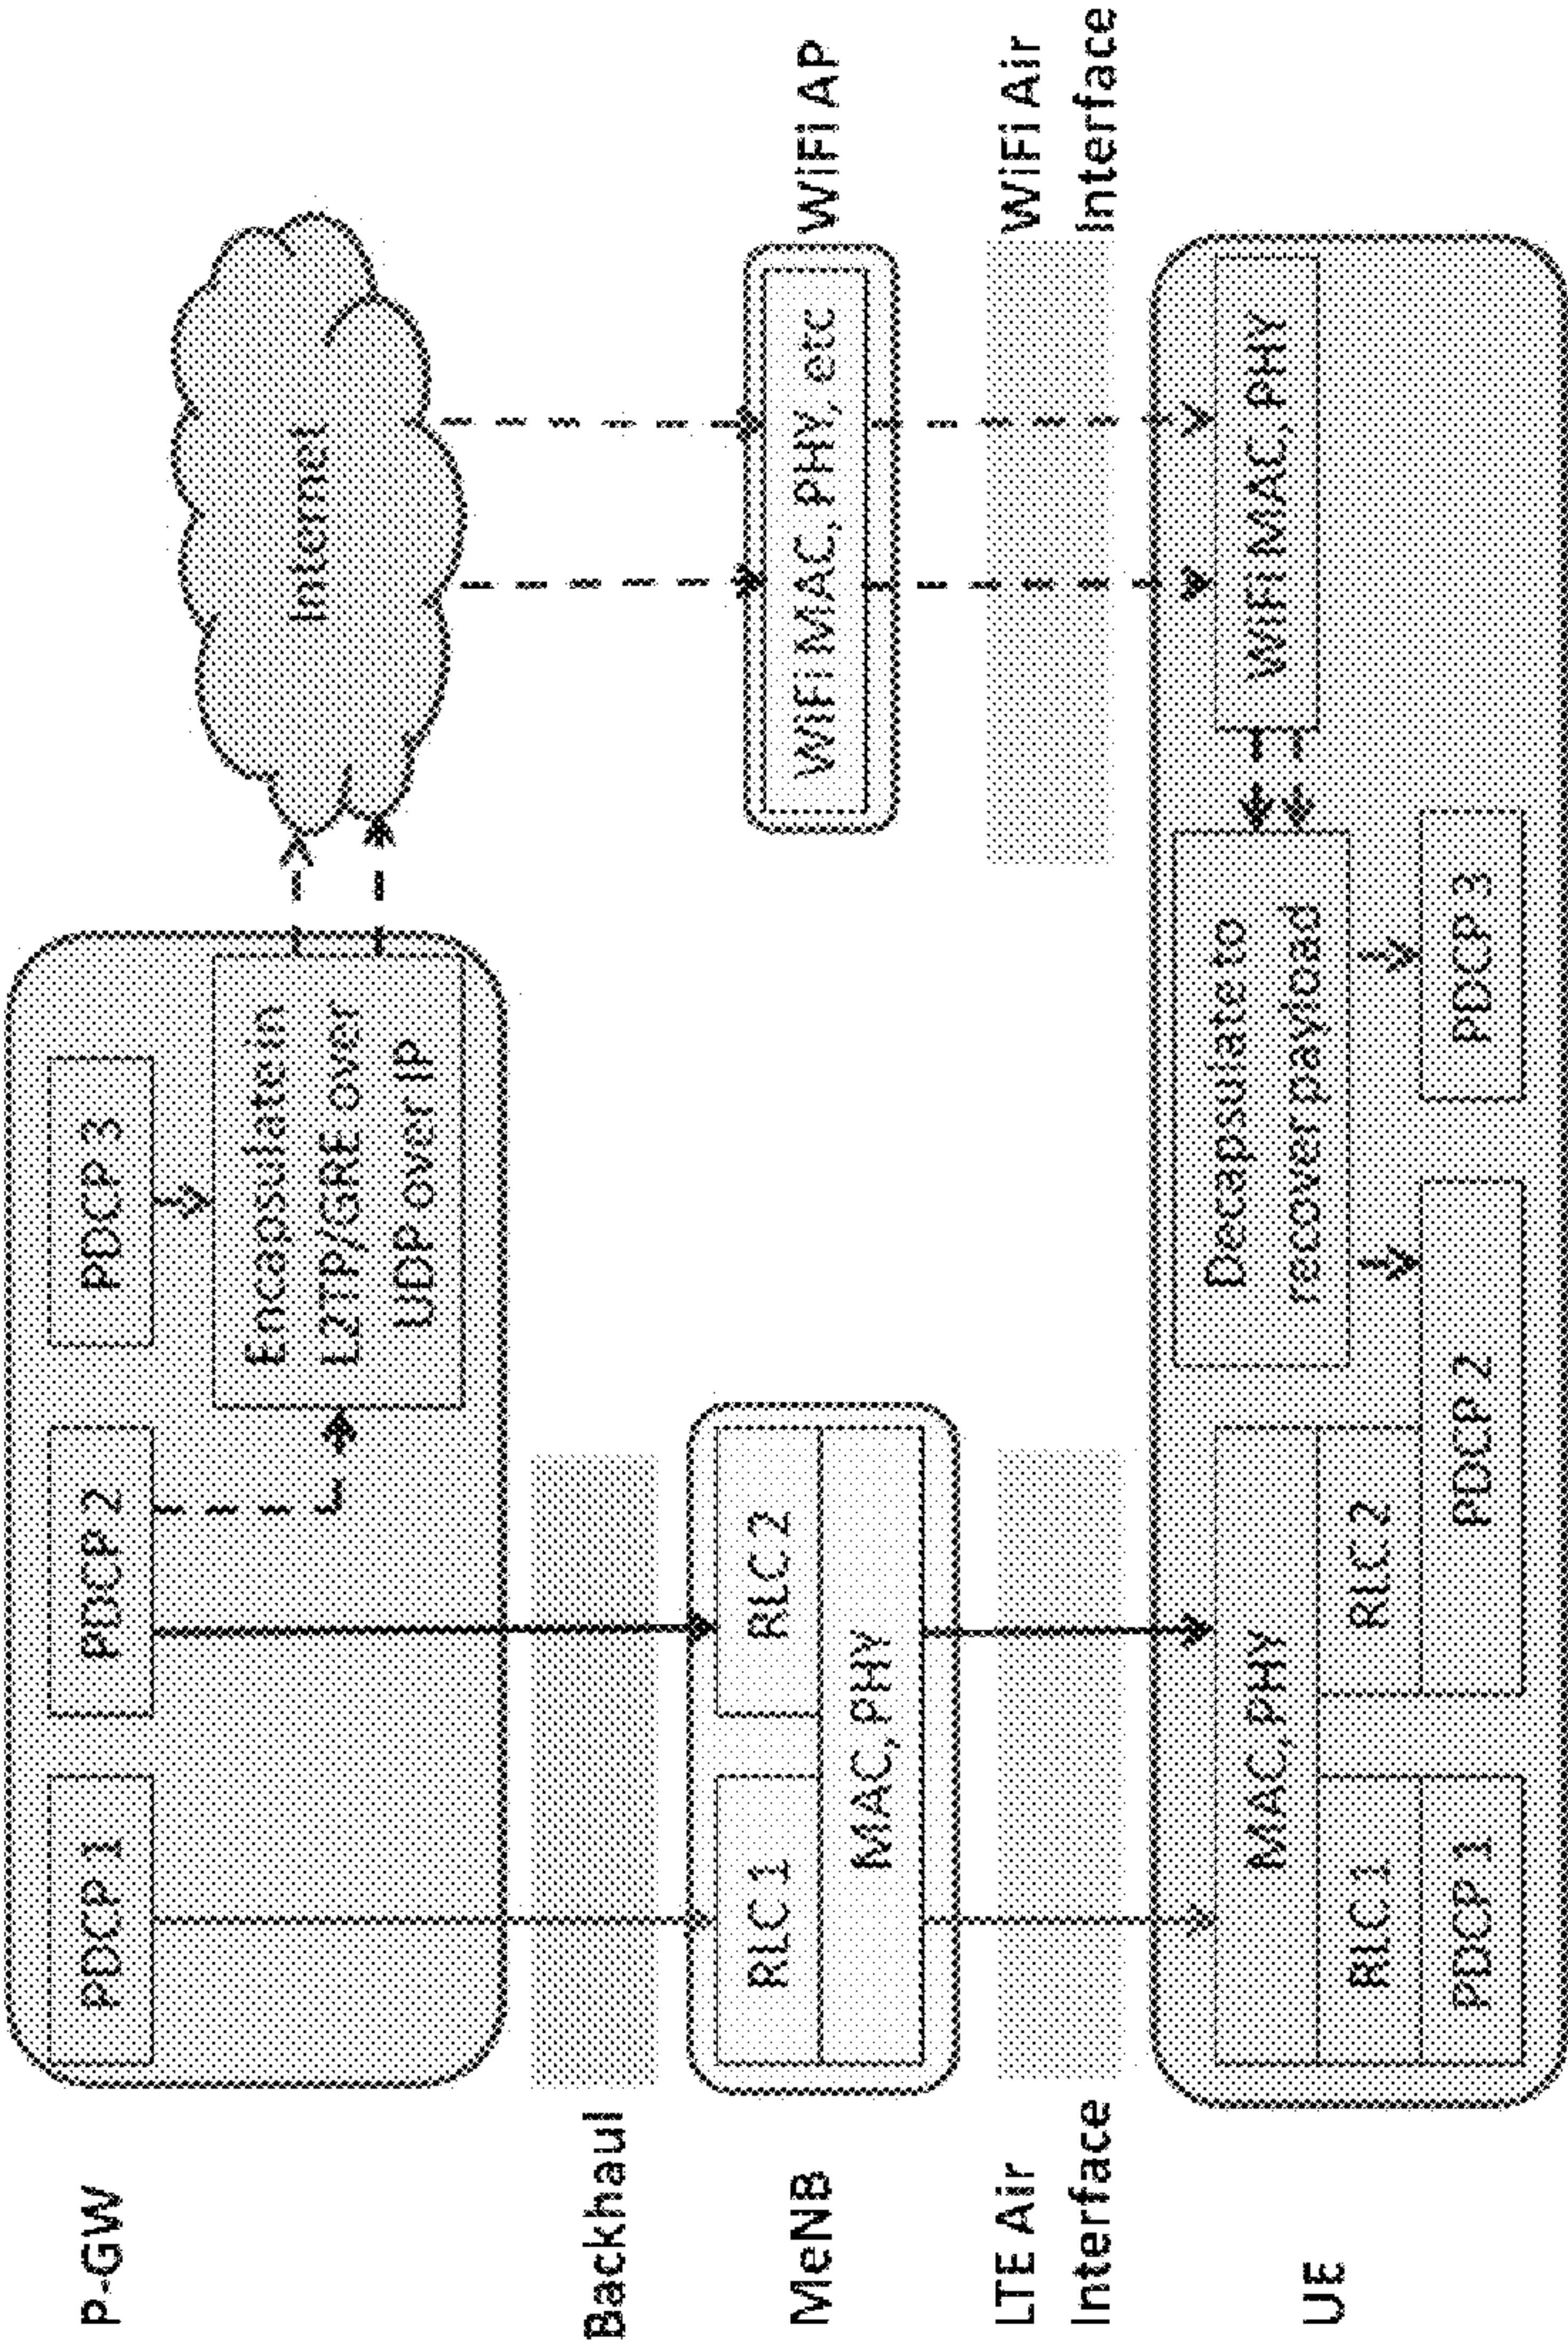 P-GW
PDCP 1
PDCP 2
PDCP 3
Encapsulate in
L2TP/GRE over
UDP over IP
Internet
Backhaul
MeNB
RLC 1
RLC 2
MAC, PHY
WiFi MAC, PHY, etc
WiFi AP
LTE Air
Interface
WiFi Air
Interface
UE
MAC, PHY
RLC 1
RLC 2
PDCP 1
PDCP 2
Decapsulate to
recover payload
PDCP 3
WiFi MAC, PHY